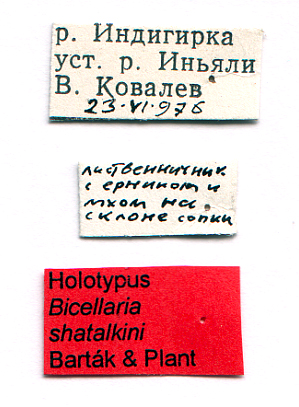 р. Индигирка
уст. р. Иньяли
В. Ковалев
23·VI·976
лиственничник
с ерником и
мхом на
склоне сопки
Holotypus
Bicellaria
shatalkini
Barták & Plant